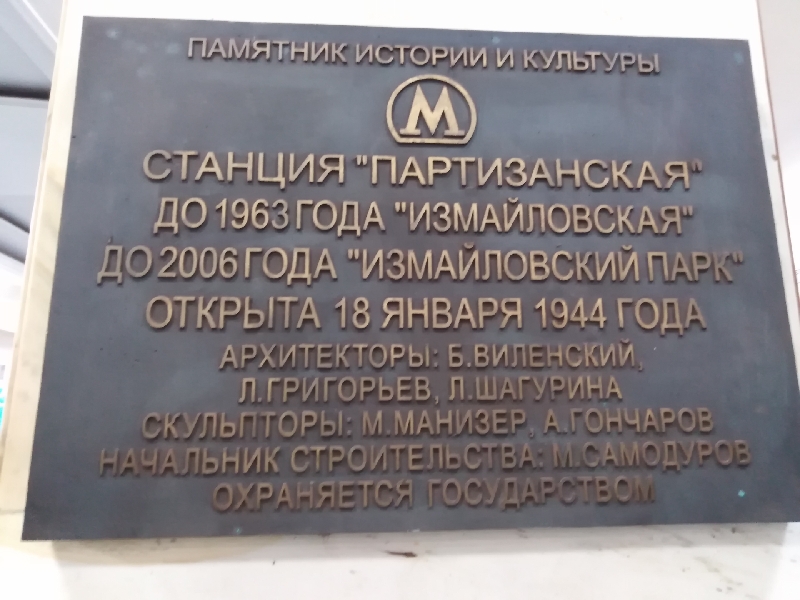 ПАМЯТНИК ИСТОРИИ И КУЛЬТУРЫ
М
СТАНЦИЯ "ПАРТИЗАНСКАЯ"
ДО 1963 ГОДА "ИЗМАЙЛОВСКАЯ"
ДО 2006 ГОДА "ИЗМАЙЛОВСКИЙ ПАРК"
ОТКРЫТА 18 ЯНВАРЯ 1944 ГОДА
АРХИТЕКТОРЫ: Б.ВИЛЕНСКИЙ,
Л.ГРИГОРЬЕВ, Л.ШАГУРИНА
СКУЛЬПТОРЫ: М.МАНИЗЕР, А.ГОНЧАРОВ
НАЧАЛЬНИК СТРОИТЕЛЬСТВА: М.САМОДУРОВ
ОХРАНЯЕТСЯ ГОСУДАРСТВОМ